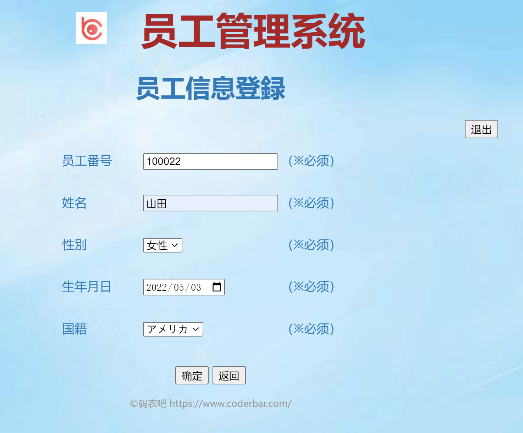 员工管理系统
员工信息登録
退出
员工番号 100022 (※必须)
姓名 山田 (※必须)
性別 女性 (※必须)
生年月日 2022/05/03 (※必须)
国籍 アメリカ (※必须)
确定 返回
©码农吧 https://www.coderbar.com/